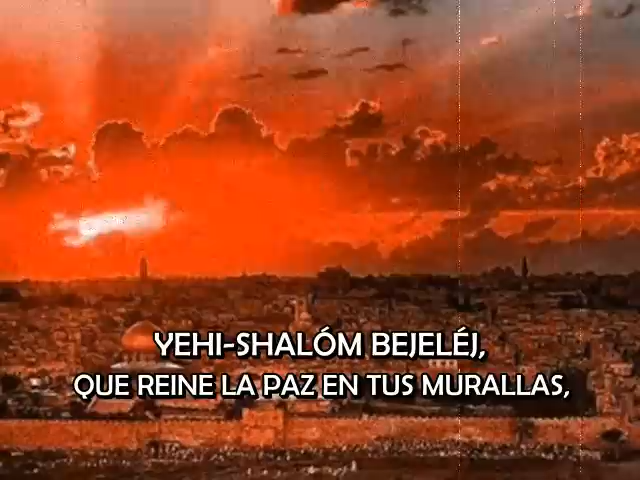 YEHI-SHALÓM BEJELÉJ,
QUE REINE LA PAZ EN TUS MURALLAS,